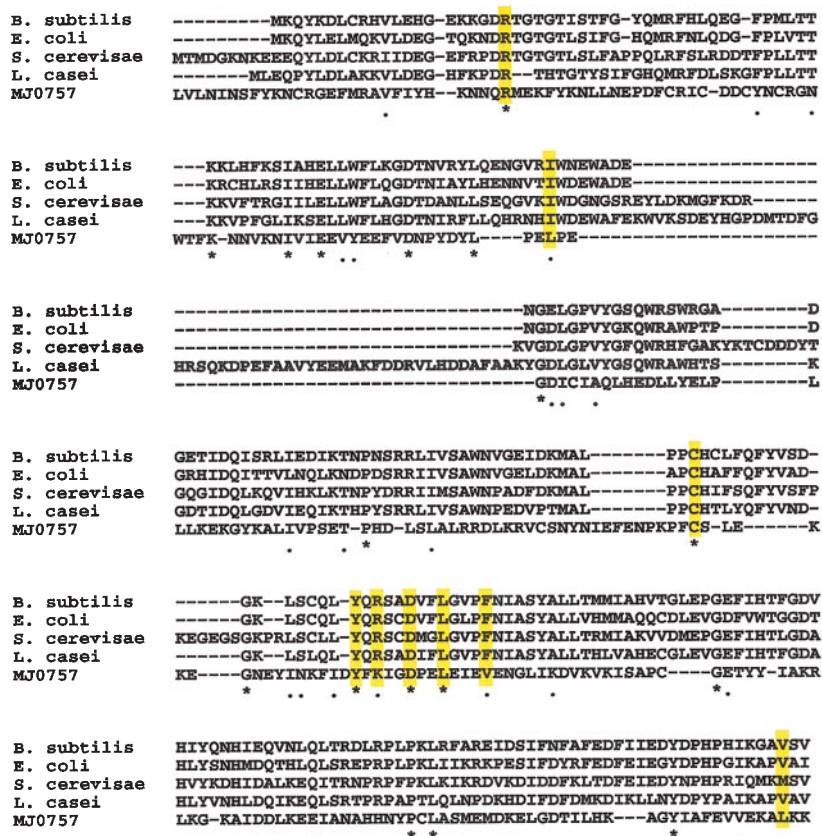 B. subtilis ---------MKQYKDLCRHVLEHG-EKKGDRTGTGTISTFG-YQMRFHLQEG-FPMLTT
E. coli ---------MKQYLELMQKVLDEG-TQKNDRTGTGTLSIFG-HQMRFNLQDG-FPLVTT
S. cerevisae MTMDGKNKEEEQYLDLCKRIIDEG-EFRPDRTGTGTLSLFAPPQLRFSLRDDTFPLLTT
L. casei -------MLEQPYLDLAKKVLDEG-HFKPDR--THTGTYSIFGHQMRFDLSKGFPLLTT
MJ0757 LVLNINSFYKNCRGEFMRAVFIYH--KNNQRMEKFYKNLLNEPDFCRIC-DDCYNCRGN
. * . .
B. subtilis ---KKLHFKSIAHELLWFLKGDTNVRYLQENGVRIWNEWADE-----------------
E. coli ---KRCHLRSIIHELLWFLQGDTNIAYLHENNVTIWDEWADE-----------------
S. cerevisae ---KKVFTRGIILELLWFLAGDTDANLLSEQGVKIWDGNGSREYLDKMGFKDR------
L. casei ---KKVPFGLIKSELLWFLHGDTNIRFLLQHRNHIWDEWAFEKWVKSDEYHGPDMTDFG
MJ0757 WTFK-NNVKNIVIEEVYEEFVDNPYDYL----PELPE----------------------
* * * .. * * .
B. subtilis --------------------------------NGELGPVYGSQWRSWRGA--------D
E. coli --------------------------------NGDLGPVYGKQWRAWPTP--------D
S. cerevisae -------------------------------KVGDLGPVYGFQWRHFGAKYKTCDDDYT
L. casei HRSQKDPEFAAVYEEMAKFDDRVLHDDAFAAKYGDLGLVYGSQWRAWHTS--------K
MJ0757 ---------------------------------GDICIAQLHEDLLYELP--------L
*.. .
B. subtilis GETIDQISRLIEDIKTNPNSRRLIVSAWNVGEIDKMAL-------PPCHCLFQFYVSD-
E. coli GRHIDQITTVLNQLKNDPDSRRIIVSAWNVGELDKMAL-------APCHAFFQFYVAD-
S. cerevisae GQGIDQLKQVIHKLKTNPYDRRIIMSAWNPADFDKMAL-------PPCHIFSQFYVSFP
L. casei GDTIDQLGDVIEQIKTHPYSRRLIVSAWNPEDVPTMAL-------PPCHTLYQFYVND-
MJ0757 LLKEKGYKALIVPSET-PHD-LSLALRRDLKRVCSNYNIEFENPKPFCS-LE------K
. . * . *
B. subtilis ------GK--LSCQL-YQRSADVFLGVPFNIASYALLTMMIAHVTGLEPGEFIHTFGDV
E. coli ------GK--LSCQL-YQRSCDVFLGLPFNIASYALLVHMMAQQCDLEVGDFVWTGGDT
S. cerevisae KEGEGSGKPRLSCLL-YQRSCDMGLGVPFNIASYALLTRMIAKVVDMEPGEFIHTLGDA
L. casei ------GK--LSLQL-YQRSADIFLGVPFNIASYALLTHLVAHECGLEVGEFIHTFGDA
MJ0757 KE----GNEYINKFIDYFKIGDPELEIEVENGLIKDVKVKISAPC----GETYY-IAKR
* .. .* * * . . *.
B. subtilis HIYQNHIEQVNLQLTRDLRPLPKLRFAREIDSIFNFAFEDFIIEDYDPHPHIKGAVSV
E. coli HLYSNHMDQTHLQLSREPRPLPKLIIKRKPESIFDYRFEDFEIEGYDPHPGIKAPVAI
S. cerevisae HVYKDHIDALKEQITRNPRPFPKLKIKRDVKDIDDFKLTDFEIEDYNPHPRIQMKMSV
L. casei HLYVNHLDQIKEQLSRTPRPAPTLQLNPDKHDIFDFDMKDIKLLNYDPYPAIKAPVAV
MJ0757 LKG-KAIDDLKEEIANAHHNYPCLASMEMDKELGDTILHK---AGYIAFEVVEKALKK
* * *